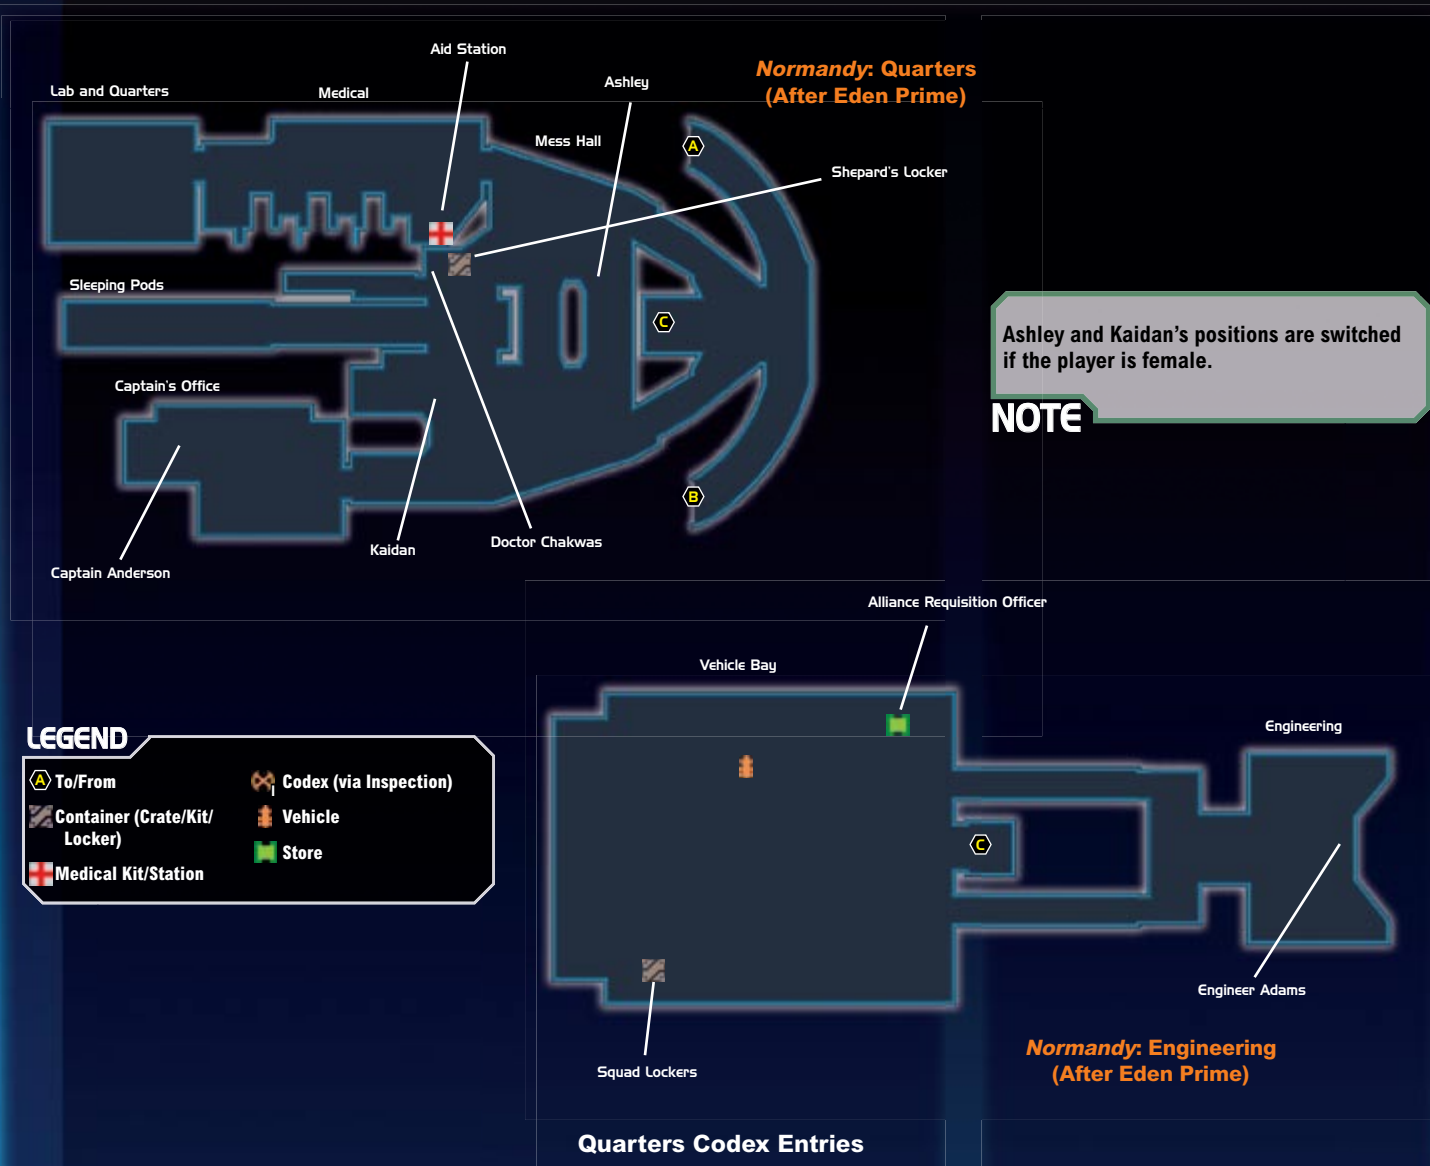 Aid Station
Normandy: Quarters
(After Eden Prime)
Ashley
Lab and Quarters
Medical
Mess Hall
A
Shepard's Locker
Sleeping Pods
C
Ashley and Kaidan's positions are switched
if the player is female.
NOTE
Captain's Office
B
Kaidan
Doctor Chakwas
Captain Anderson
Alliance Requisition Officer
Vehicle Bay
Engineering
LEGEND
A To/From
Codex (via Inspection)
Container (Crate/Kit/
Locker)
Vehicle
Store
Medical Kit/Station
C
Engineer Adams
Squad Lockers
Normandy: Engineering
(After Eden Prime)
Quarters Codex Entries